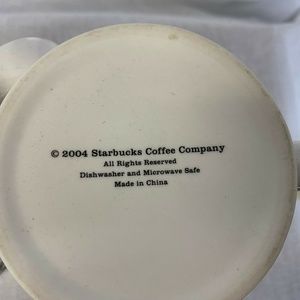 © 2004 Starbucks Coffee Company
All Rights Reserved
Dishwasher and Microwave Safe
Made in China